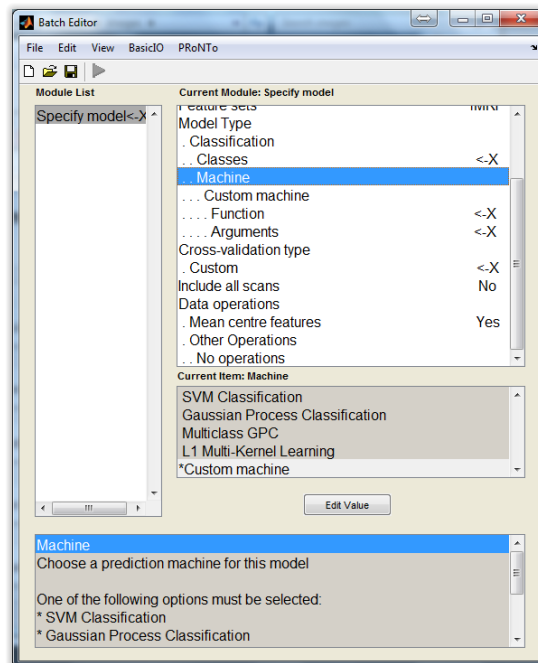 Batch Editor
File Edit View BasicIO PRoNTo
Module List
Current Module: Specify model
Specify model<-X
Feature sets fMRI
Model Type
. Classification
. . Classes <-X
. . Machine
. . . Custom machine
. . . . Function <-X
. . . . Arguments <-X
Cross-validation type
. Custom <-X
Include all scans No
Data operations
. Mean centre features Yes
. Other Operations
. . No operations
Current Item: Machine
SVM Classification
Gaussian Process Classification
Multiclass GPC
L1 Multi-Kernel Learning
*Custom machine
Edit Value
Machine
Choose a prediction machine for this model
One of the following options must be selected:
* SVM Classification
* Gaussian Process Classification